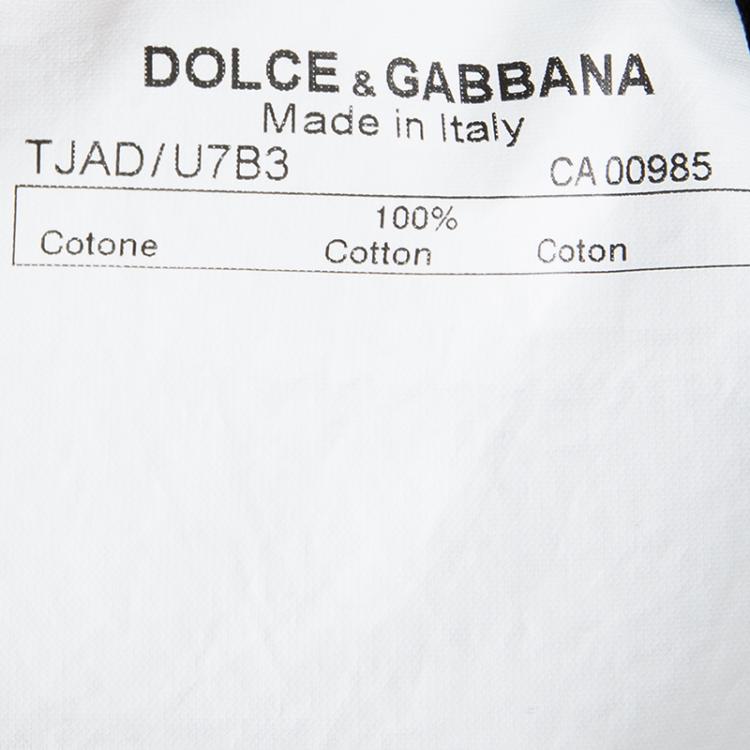 DOLCE & GABBANA
Made in Italy
TJAD/U7B3 CA 00985
100%
Cotone Cotton Coton